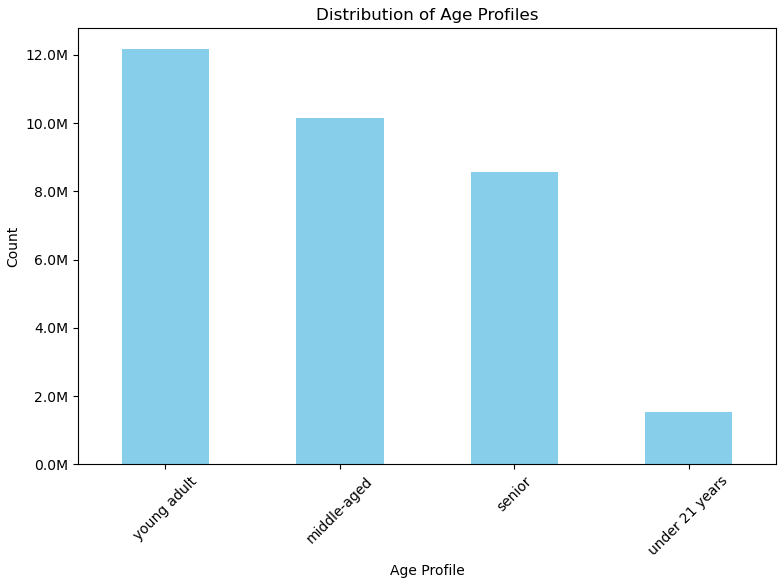 Distribution of Age Profiles
12.0M
10.0M
8.0M
6.0M
4.0M
2.0M
0.0M
Count
young adult
middle-aged
senior
under 21 years
Age Profile